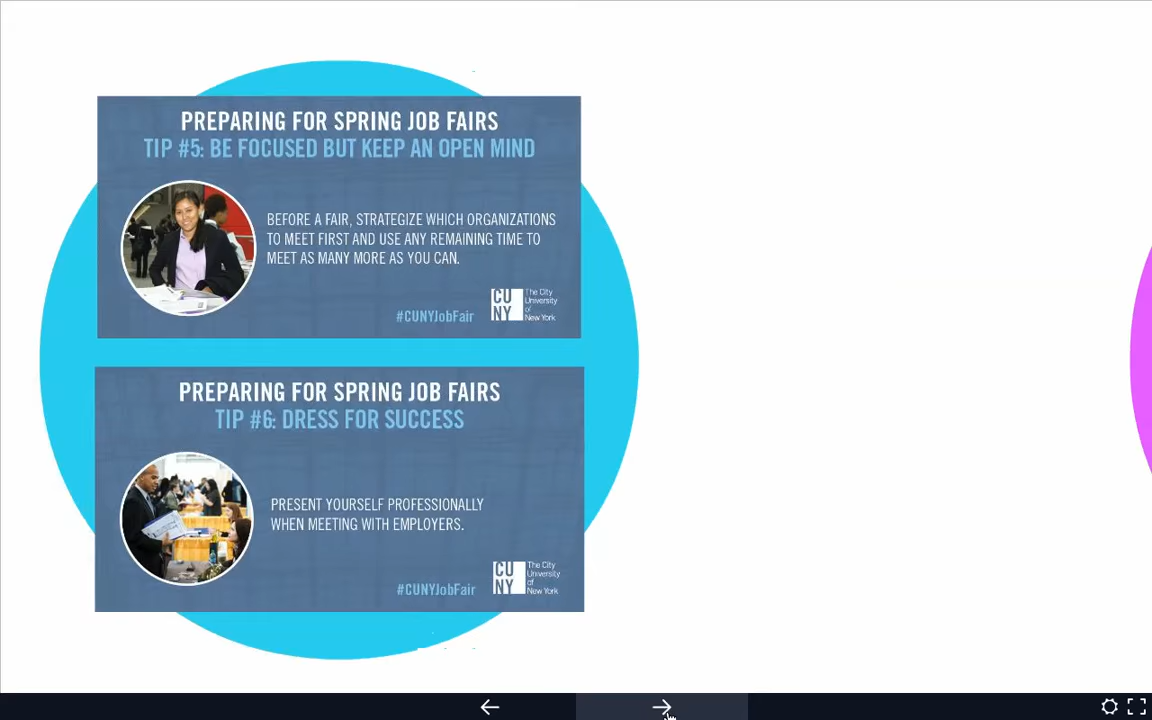 PREPARING FOR SPRING JOB FAIRS
TIP #5: BE FOCUSED BUT KEEP AN OPEN MIND
BEFORE A FAIR, STRATEGIZE WHICH ORGANIZATIONS
TO MEET FIRST AND USE ANY REMAINING TIME TO
MEET AS MANY MORE AS YOU CAN.
#CUNYJobFair
CU
NY
The City
University
of
New York
PREPARING FOR SPRING JOB FAIRS
TIP #6: DRESS FOR SUCCESS
PRESENT YOURSELF PROFESSIONALLY
WHEN MEETING WITH EMPLOYERS.
#CUNYJobFair
CU
NY
The City
University
of
New York